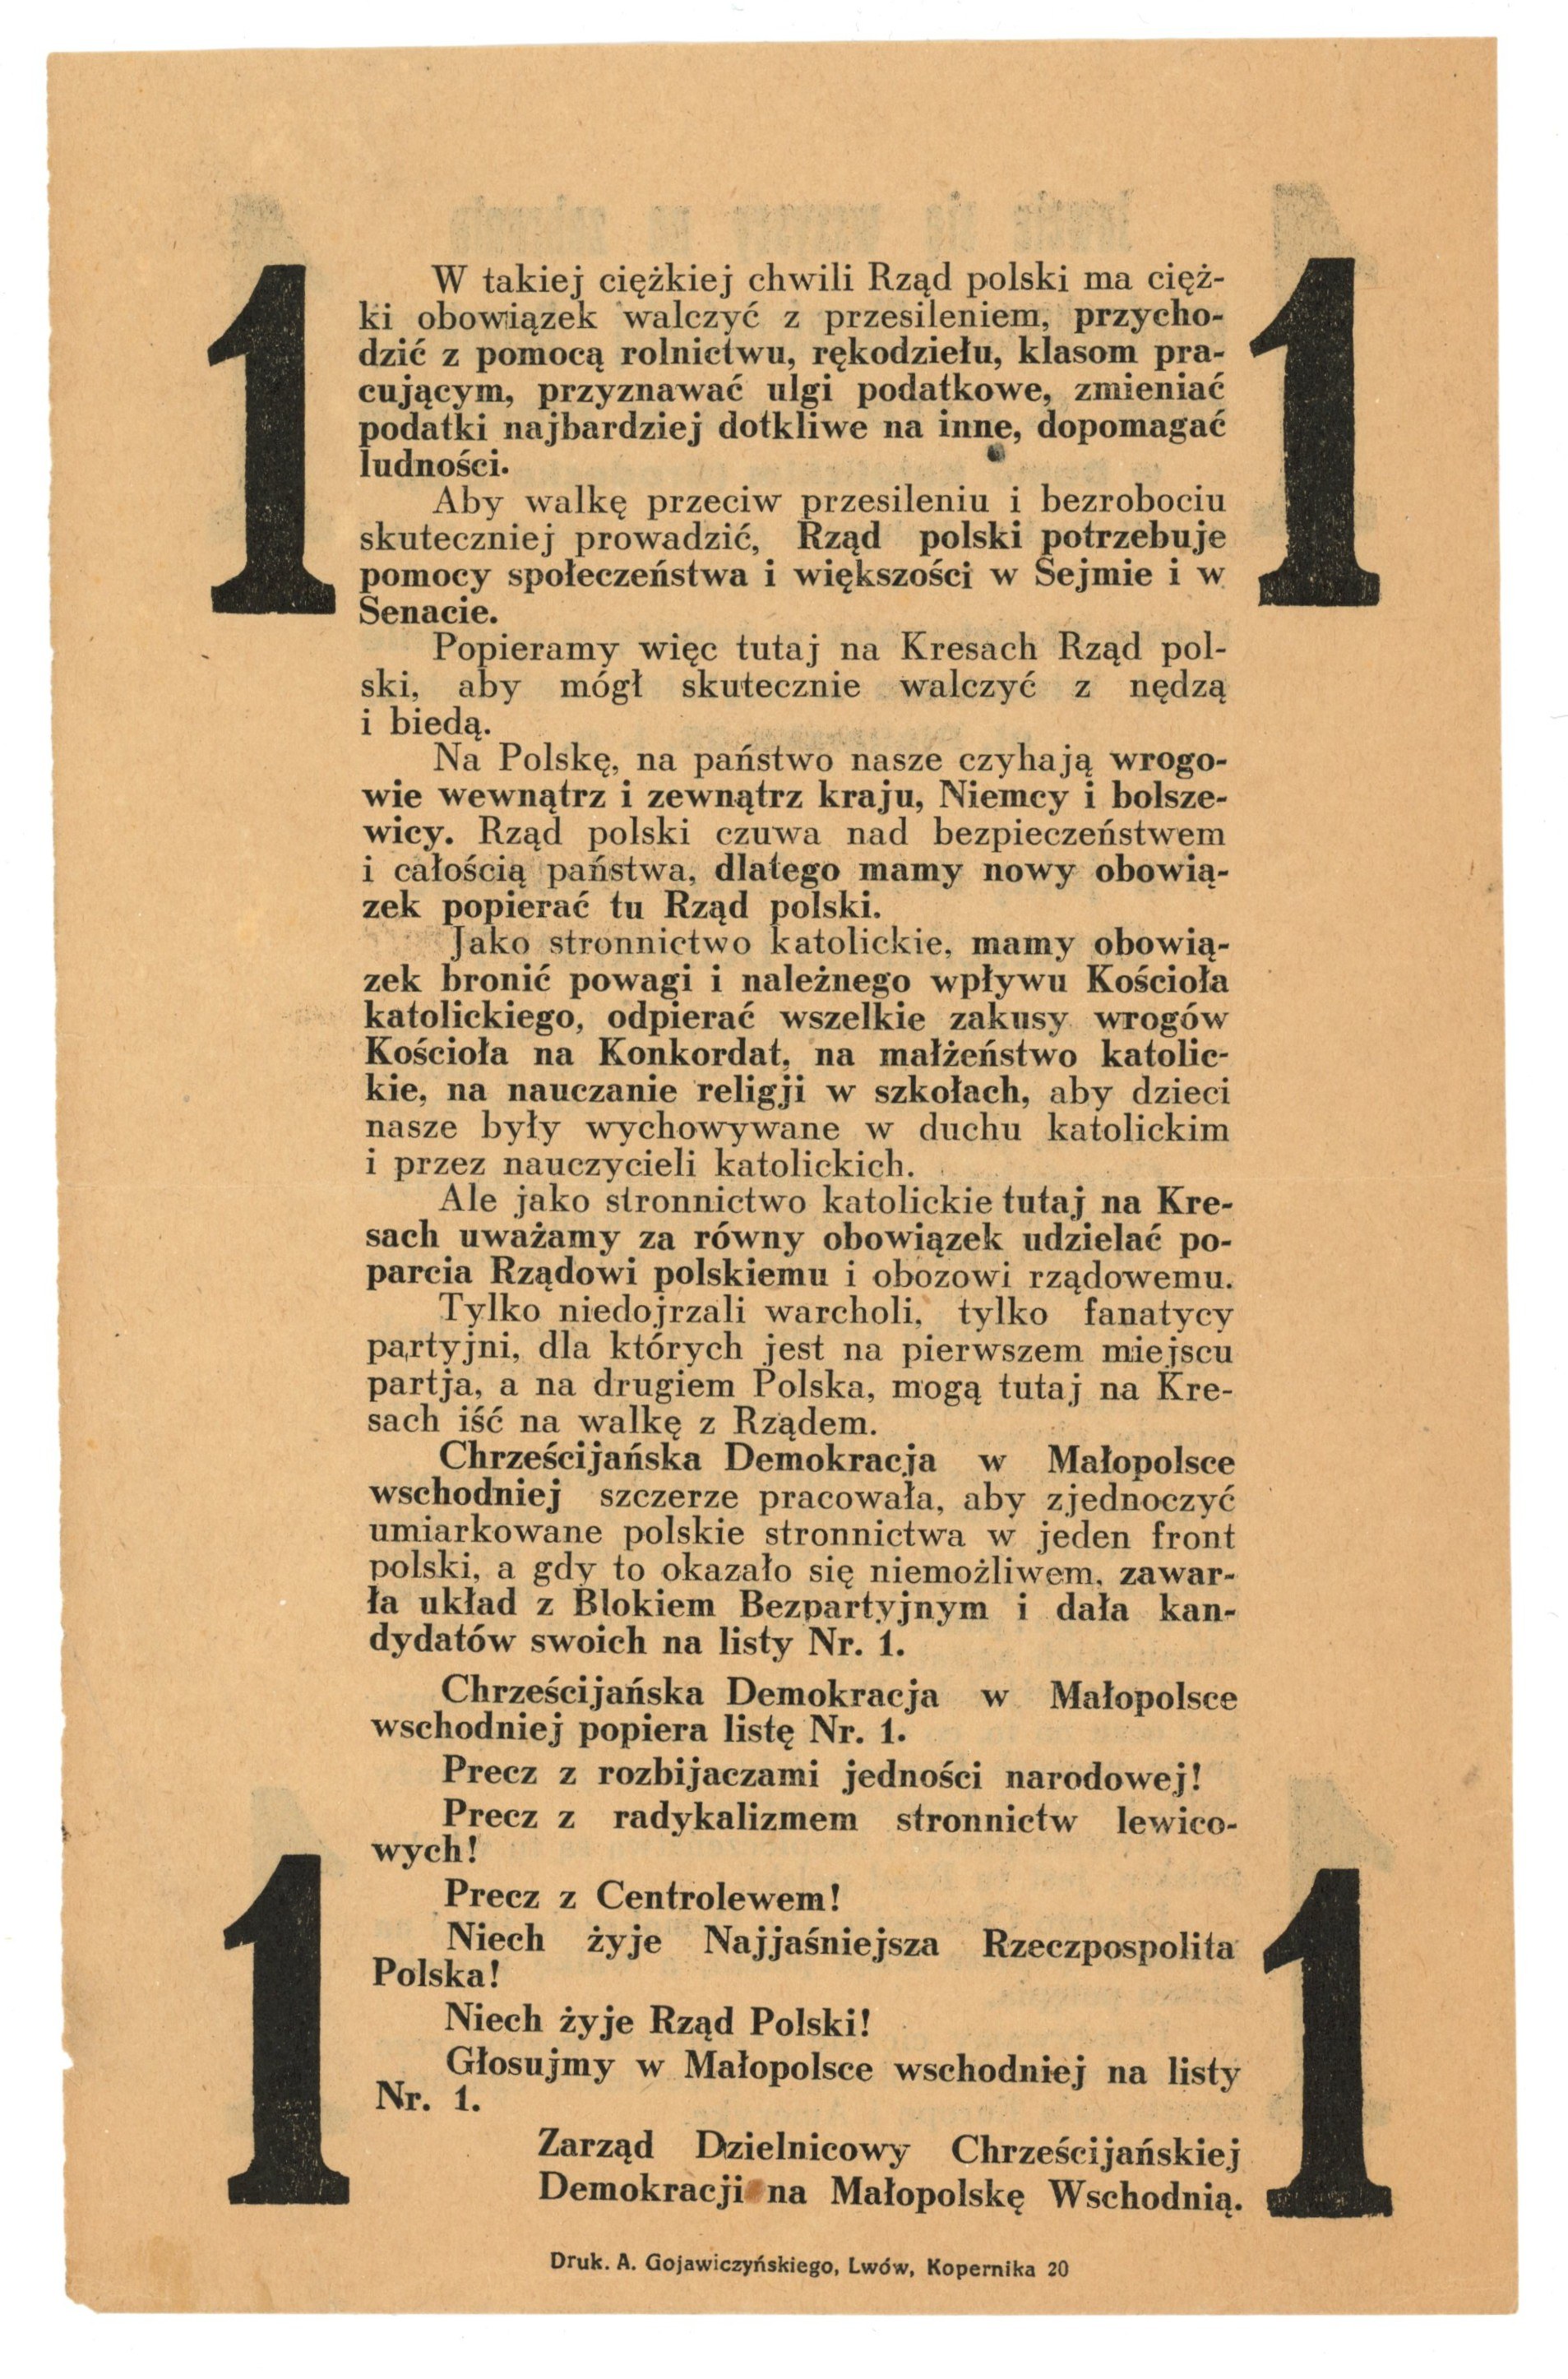 1
1
W takiej ciężkiej chwili Rząd polski ma cięż-
ki obowiązek walczyć z przesileniem, przycho-
dzić z pomocą rolnictwu, rękodziełu, klasom pra-
cującym, przyznawać ulgi podatkowe, zmieniać
podatki najbardziej dotkliwe na inne, dopomagać
ludności.
Aby walkę przeciw przesileniu i bezrobociu
skuteczniej prowadzić, Rząd polski potrzebuje
pomocy społeczeństwa i większości w Sejmie i w
Senacie.
Popieramy więc tutaj na Kresach Rząd pol-
ski, aby mógł skutecznie walczyć z nędzą
i biedą.
Na Polskę, na państwo nasze czyhają wrogo-
wie wewnątrz i zewnątrz kraju, Niemcy i bolsze-
wicy. Rząd polski czuwa nad bezpieczeństwem
i całością państwa, dlatego mamy nowy obowią-
zek popierać tu Rząd polski.
Jako stronnictwo katolickie, mamy obowią-
zek bronić powagi i należnego wpływu Kościoła
katolickiego, odpierać wszelkie zakusy wrogów
Kościoła na Konkordat, na małżeństwo katolic-
kie, na nauczanie religji w szkołach, aby dzieci
nasze były wychowywane w duchu katolickim
i przez nauczycieli katolickich.
Ale jako stronnictwo katolickie tutaj na Kre-
sach uważamy za równy obowiązek udzielać po-
parcia Rządowi polskiemu i obozowi rządowemu.
Tylko niedojrzali warcholi, tylko fanatycy
partyjni, dla których jest na pierwszem miejscu
partja, a na drugiem Polska, mogą tutaj na Kre-
sach iść na walkę z Rządem.
Chrześcijańska Demokracja w Małopolsce
wschodniej szczerze pracowała, aby zjednoczyć
umiarkowane polskie stronnictwa w jeden front
polski, a gdy to okazało się niemożliwem, zawar-
ła układ z Blokiem Bezpartyjnym i dała kan-
dydatów swoich na listy Nr. 1.
Chrześcijańska Demokracja w Małopolsce
wschodniej popiera listę Nr. 1.
Precz z rozbijaczami jedności narodowej!
Precz z radykalizmem stronnictw lewico-
wych!
Precz z Centrolewem!
Niech żyje Najjaśniejsza Rzeczpospolita
Polska!
Niech żyje Rząd Polski!
Głosujmy w Małopolsce wschodniej na listy
Nr. 1.
Zarząd Dzielnicowy Chrześcijańskiej
Demokracji na Małopolskę Wschodnią.
1
1
Druk. A. Gojawiczyńskiego, Lwów, Kopernika 20